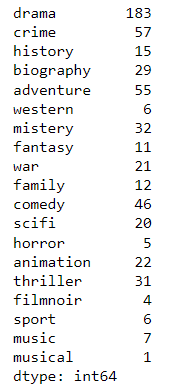 drama 183
crime 57
history 15
biography 29
adventure 55
western 6
mistery 32
fantasy 11
war 21
family 12
comedy 46
scifi 20
horror 5
animation 22
thriller 31
filmnoir 4
sport 6
music 7
musical 1
dtype: int64